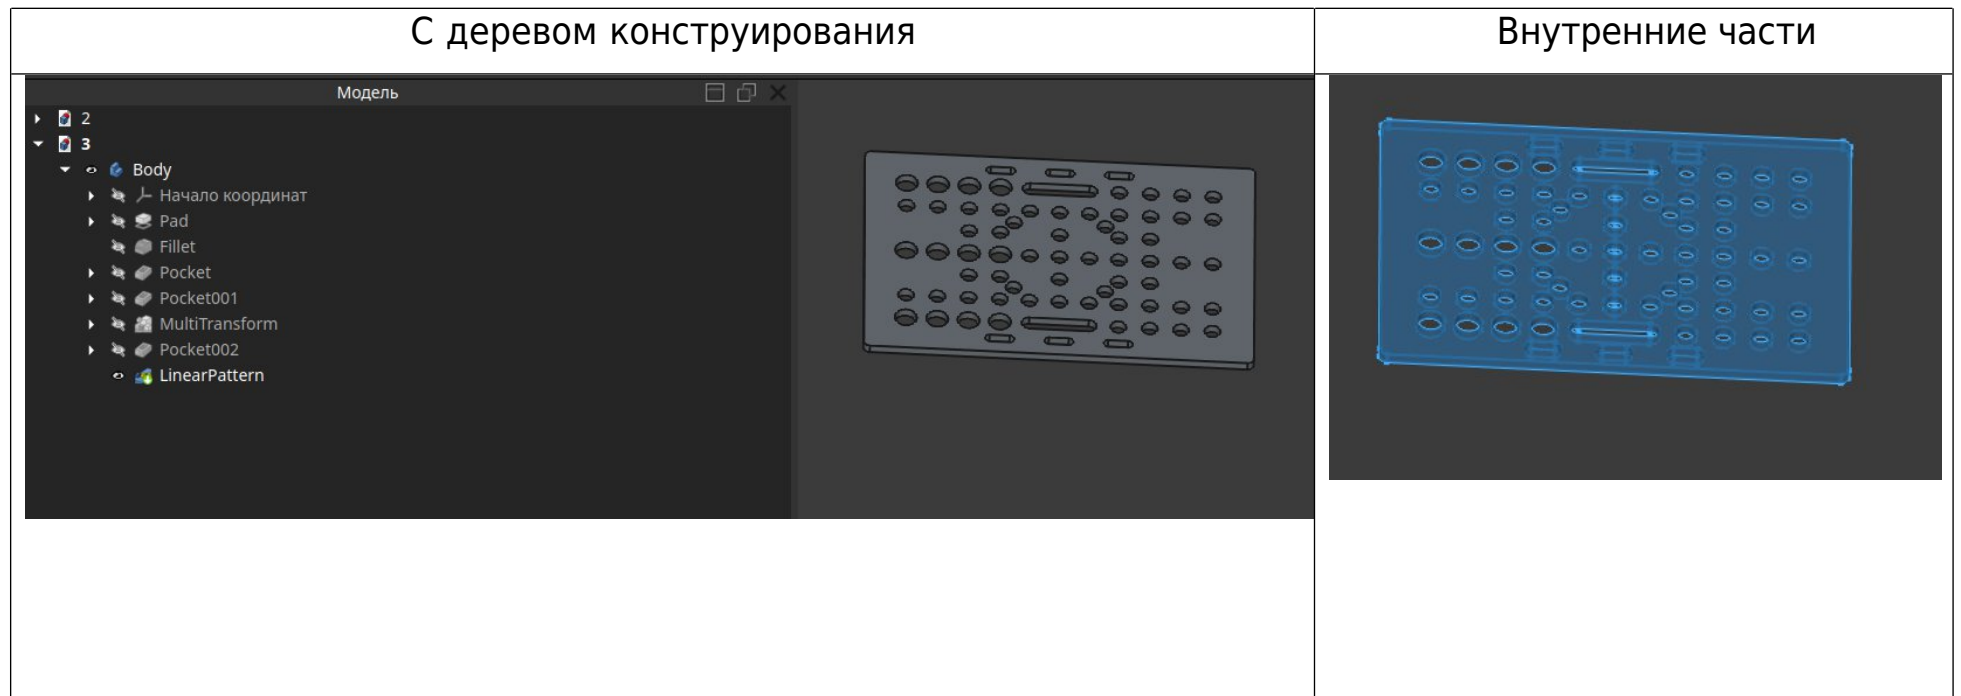 С деревом конструирования
Внутренние части
Модель
2
3
Body
Начало координат
Pad
Fillet
Pocket
Pocket001
MultiTransform
Pocket002
LinearPattern